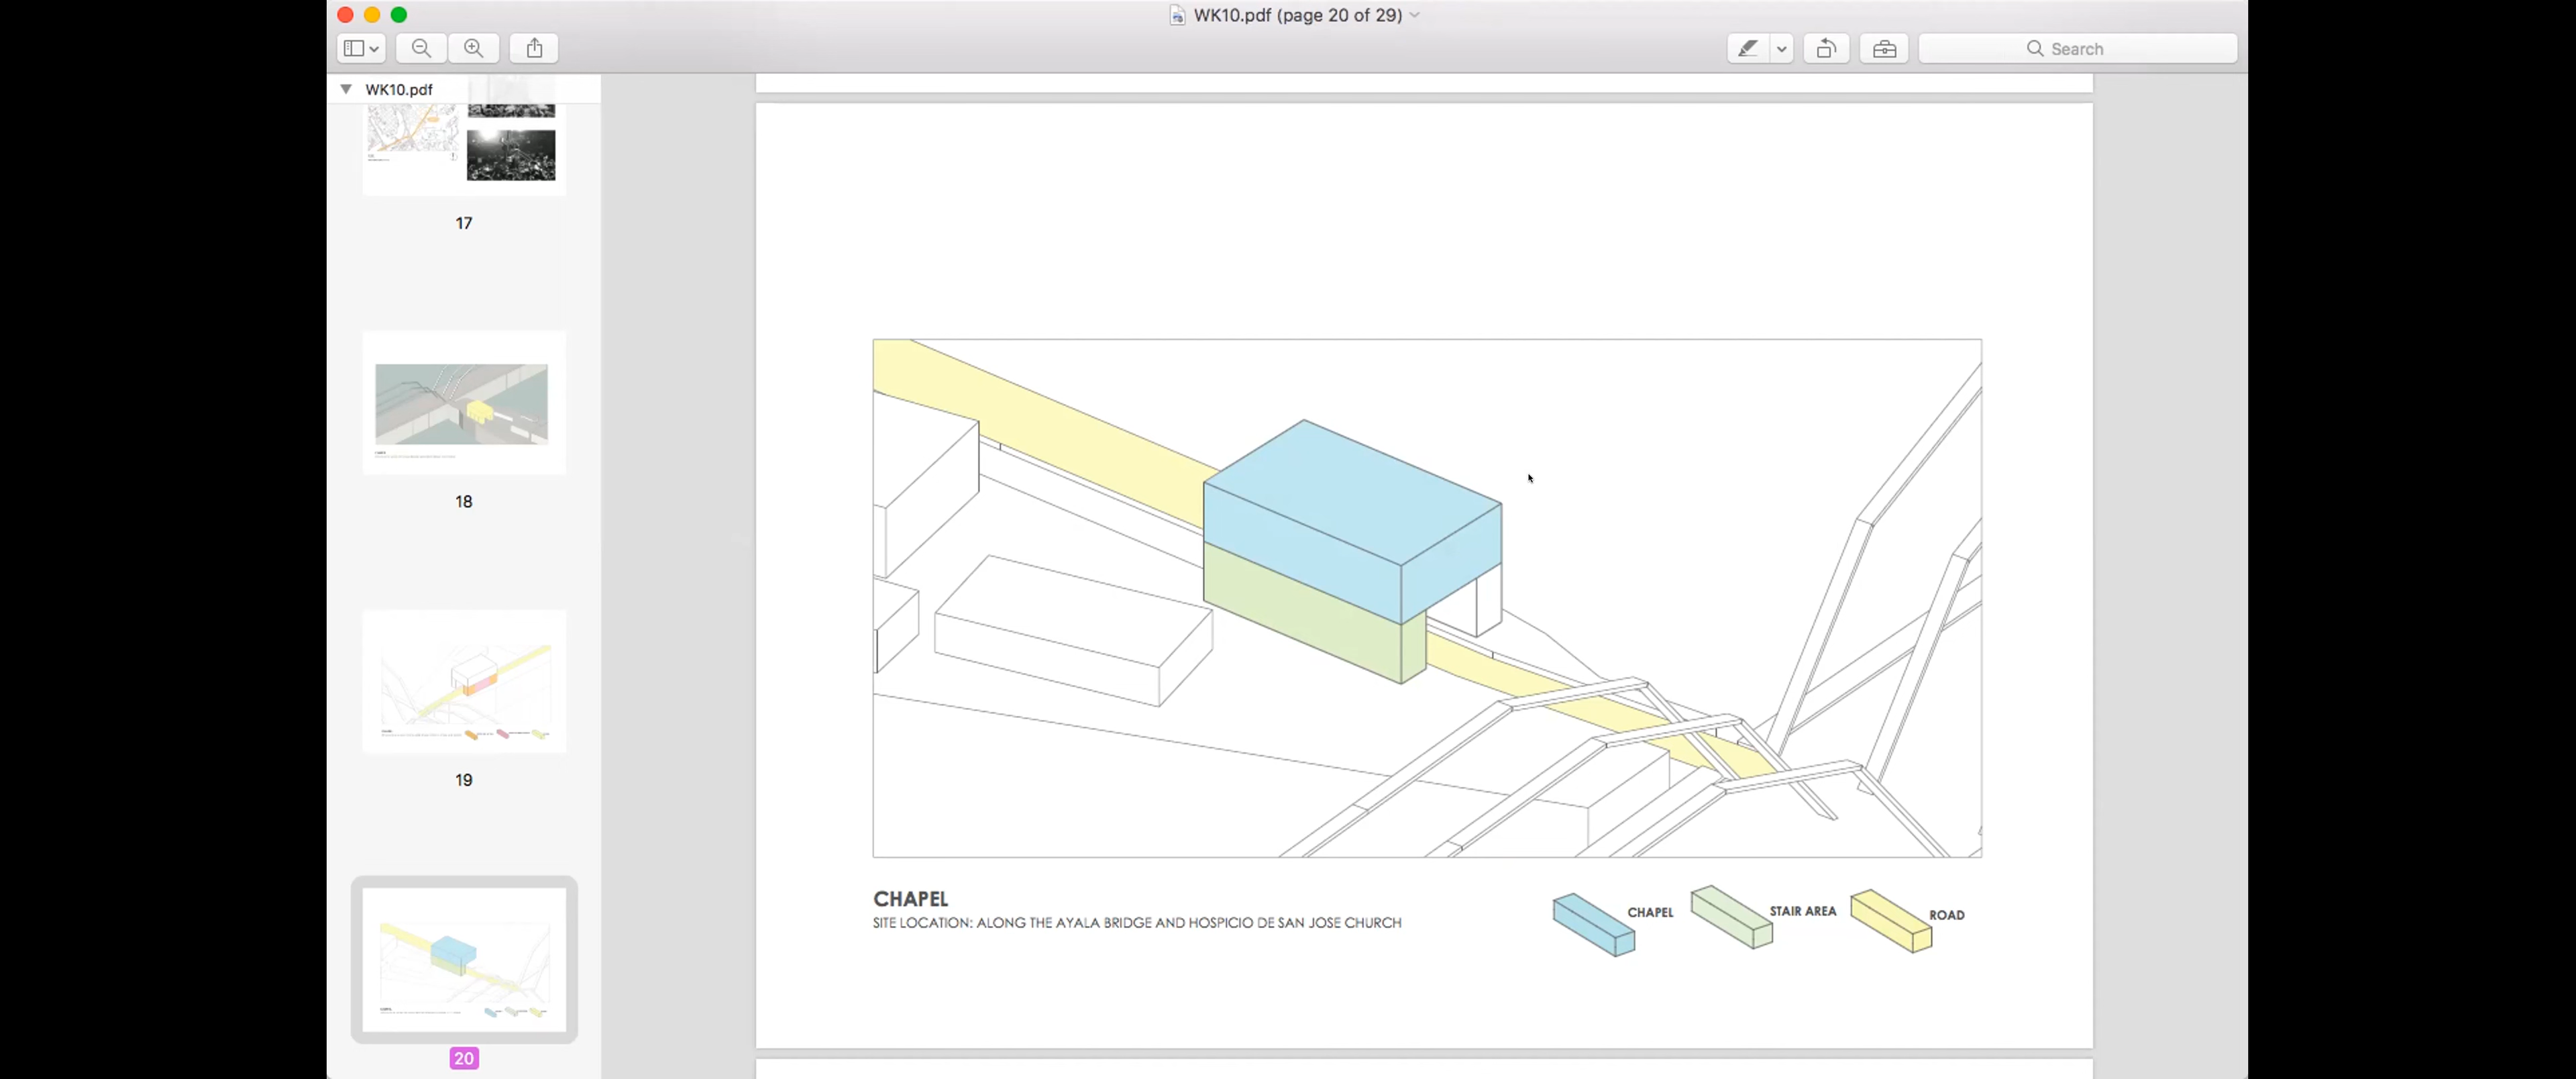 WK10.pdf (page 20 of 29)
Search
WK10.pdf
17
18
19
20
CHAPEL
SITE LOCATION: ALONG THE AYALA BRIDGE AND HOSPICIO DE SAN JOSE CHURCH
CHAPEL
STAIR AREA
ROAD